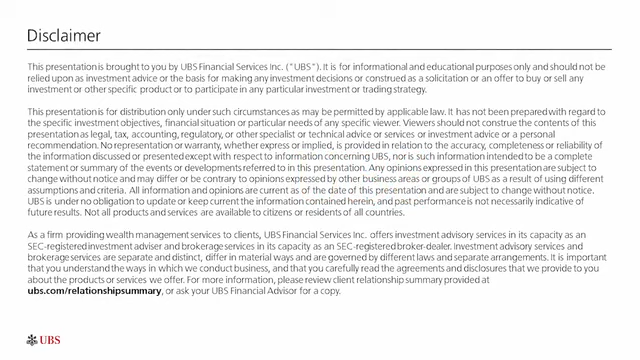 Disclaimer
This presentation is brought to you by UBS Financial Services Inc. ("UBS"). It is for informational and educational purposes only and should not be
relied upon as investment advice or the basis for making any investment decisions or construed as a solicitation or an offer to buy or sell any
investment or other specific product or to participate in any particular investment or trading strategy.
This presentation is for distribution only under such circumstances as may be permitted by applicable law. It has not been prepared with regard to
the specific investment objectives, financial situation or particular needs of any specific viewer. Viewers should not construe the contents of this
presentation as legal, tax, accounting, regulatory, or other specialist or technical advice or services or investment advice or a personal
recommendation. No representation or warranty, whether express or implied, is provided in relation to the accuracy, completeness or reliability of
the information discussed or presented except with respect to information concerning UBS, nor is such information intended to be a complete
statement or summary of the events or developments referred to in this presentation. Any opinions expressed in this presentation are subject to
change without notice and may differ or be contrary to opinions expressed by other business areas or groups of UBS as a result of using different
assumptions and criteria. All information and opinions are current as of the date of this presentation and are subject to change without notice.
UBS is under no obligation to update or keep current the information contained herein, and past performance is not necessarily indicative of
future results. Not all products and services are available to citizens or residents of all countries.
As a firm providing wealth management services to clients, UBS Financial Services Inc. offers investment advisory services in its capacity as an
SEC-registered investment adviser and brokerage services in its capacity as an SEC-registered broker-dealer. Investment advisory services and
brokerage services are separate and distinct, differ in material ways and are governed by different laws and separate arrangements. It is important
that you understand the ways in which we conduct business, and that you carefully read the agreements and disclosures that we provide to you
about the products or services we offer. For more information, please review client relationship summary provided at
ubs.com/relationshipsummary, or ask your UBS Financial Advisor for a copy.
UBS